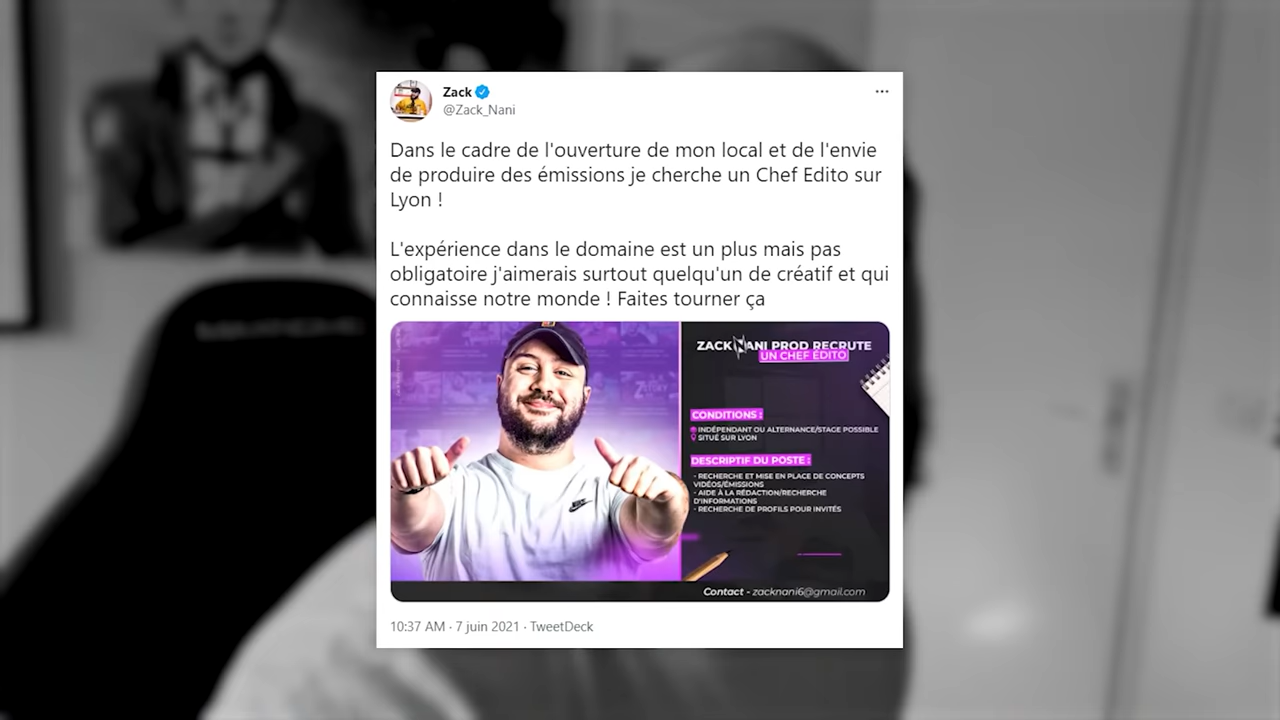 Zack
@Zack_Nani
Dans le cadre de l'ouverture de mon local et de l'envie
de produire des émissions je cherche un Chef Edito sur
Lyon !
L'expérience dans le domaine est un plus mais pas
obligatoire j'aimerais surtout quelqu'un de créatif et qui
connaisse notre monde ! Faites tourner ça
ZACK NANI PROD RECRUTE
UN CHEF ÉDITO
CONDITIONS :
INDÉPENDANT OU ALTERNANCE/STAGE POSSIBLE
SITUÉ SUR LYON
DESCRIPTIF DU POSTE :
- RECHERCHE ET MISE EN PLACE DE CONCEPTS
VIDÉOS/ÉMISSIONS
- AIDE À LA RÉDACTION/RECHERCHE
D'INFORMATIONS
- RECHERCHE DE PROFILS POUR INVITÉS
Contact - zacknani6@gmail.com
10:37 AM · 7 juin 2021 · TweetDeck